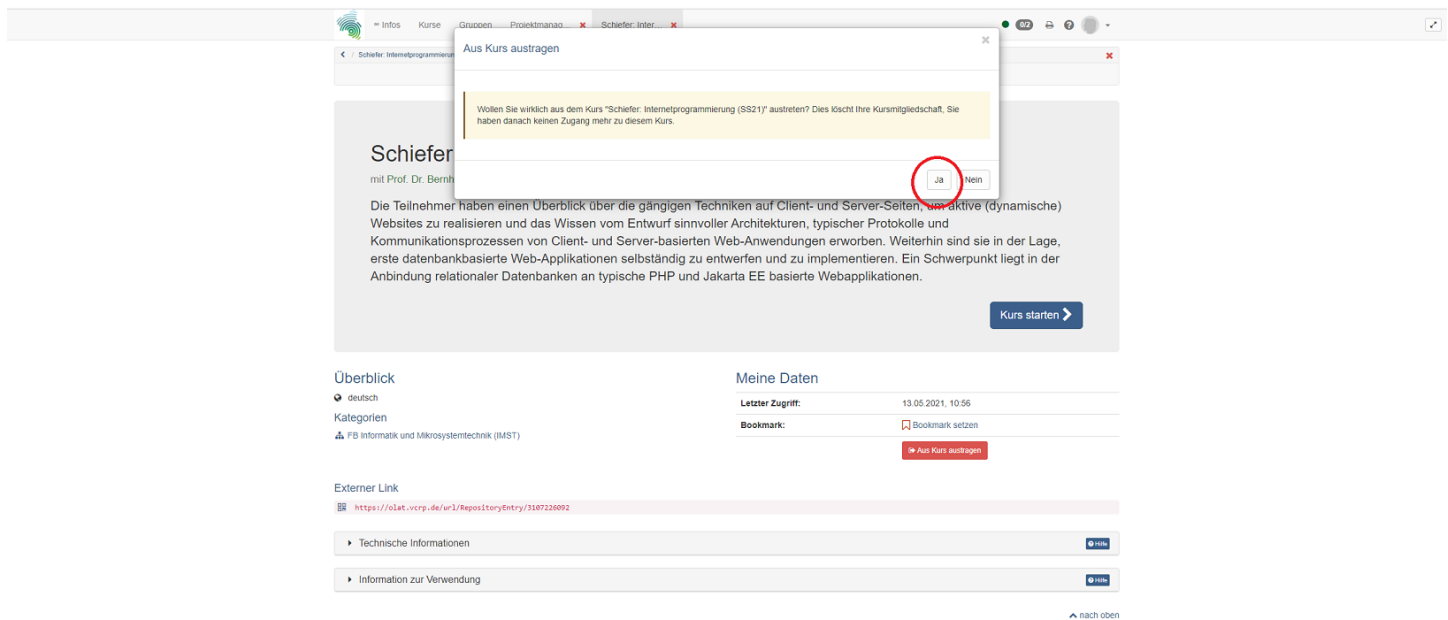 Infos Kurse Gruppen Projektmanag Schiefer: Inter...
0/2
Schiefer: Internetprogrammierun
Aus Kurs austragen
Wollen Sie wirklich aus dem Kurs "Schiefer: Internetprogrammierung (SS21)" austreten? Dies löscht Ihre Kursmitgliedschaft, Sie
haben danach keinen Zugang mehr zu diesem Kurs.
Ja Nein
Schiefer
mit Prof. Dr. Bernh
Die Teilnehmer haben einen Überblick über die gängigen Techniken auf Client- und Server-Seiten, um aktive (dynamische)
Websites zu realisieren und das Wissen vom Entwurf sinnvoller Architekturen, typischer Protokolle und
Kommunikationsprozessen von Client- und Server-basierten Web-Anwendungen erworben. Weiterhin sind sie in der Lage,
erste datenbankbasierte Web-Applikationen selbständig zu entwerfen und zu implementieren. Ein Schwerpunkt liegt in der
Anbindung relationaler Datenbanken an typische PHP und Jakarta EE basierte Webapplikationen.
Kurs starten
Überblick
deutsch
Kategorien
FB Informatik und Mikrosystemtechnik (IMST)
Meine Daten
Letzter Zugriff: 13.05.2021, 10:56
Bookmark: Bookmark setzen
Aus Kurs austragen
Externer Link
https://olat.vcrp.de/url/RepositoryEntry/3107226092
Technische Informationen
Hilfe
Information zur Verwendung
Hilfe
nach oben